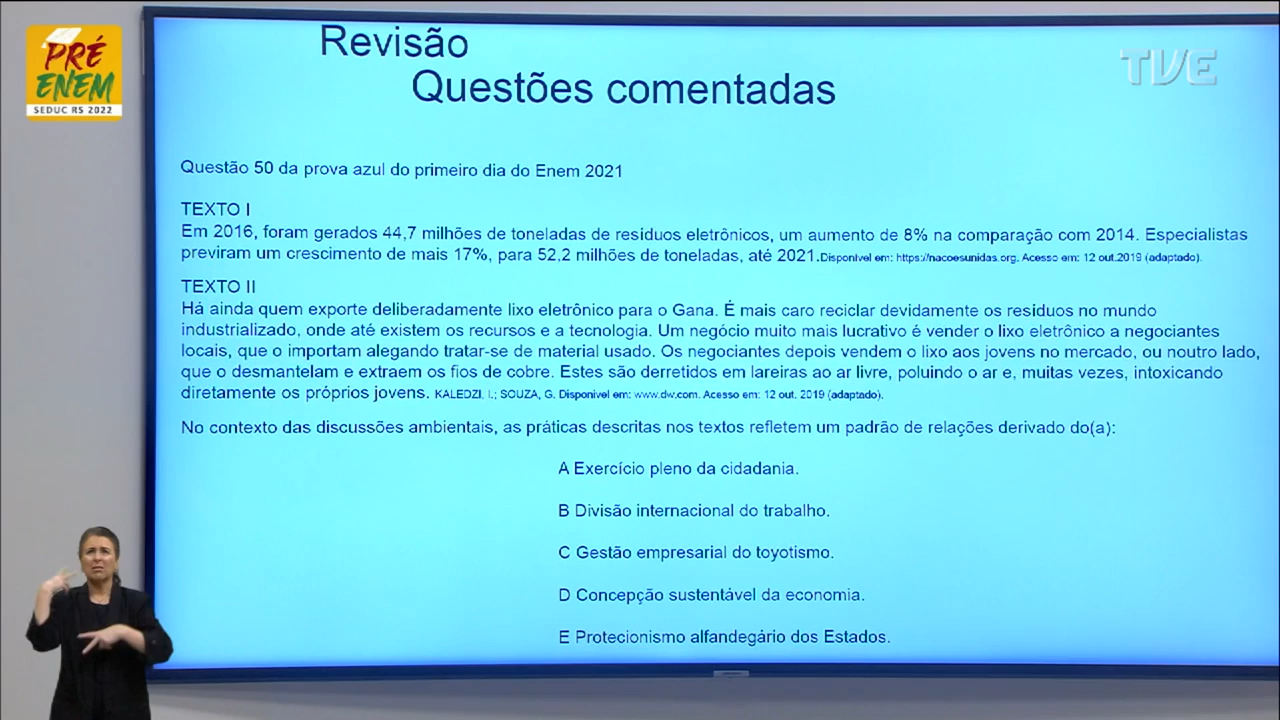 PRÉ
ENEM
SEDUC RS 2022
TVE
Revisão
Questões comentadas
Questão 50 da prova azul do primeiro dia do Enem 2021
TEXTO I
Em 2016, foram gerados 44,7 milhões de toneladas de resíduos eletrônicos, um aumento de 8% na comparação com 2014. Especialistas
previram um crescimento de mais 17%, para 52,2 milhões de toneladas, até 2021.Disponível em: https://nacoesunidas.org. Acesso em: 12 out.2019 (adaptado).
TEXTO II
Há ainda quem exporte deliberadamente lixo eletrônico para o Gana. É mais caro reciclar devidamente os resíduos no mundo
industrializado, onde até existem os recursos e a tecnologia. Um negócio muito mais lucrativo é vender o lixo eletrônico a negociantes
locais, que o importam alegando tratar-se de material usado. Os negociantes depois vendem o lixo aos jovens no mercado, ou noutro lado,
que o desmantelam e extraem os fios de cobre. Estes são derretidos em lareiras ao ar livre, poluindo o ar e, muitas vezes, intoxicando
diretamente os próprios jovens. KALEDZI, I.; SOUZA, G. Disponível em: www.dw.com. Acesso em: 12 out. 2019 (adaptado).
No contexto das discussões ambientais, as práticas descritas nos textos refletem um padrão de relações derivado do(a):
A Exercício pleno da cidadania.
B Divisão internacional do trabalho.
C Gestão empresarial do toyotismo.
D Concepção sustentável da economia.
E Protecionismo alfandegário dos Estados.